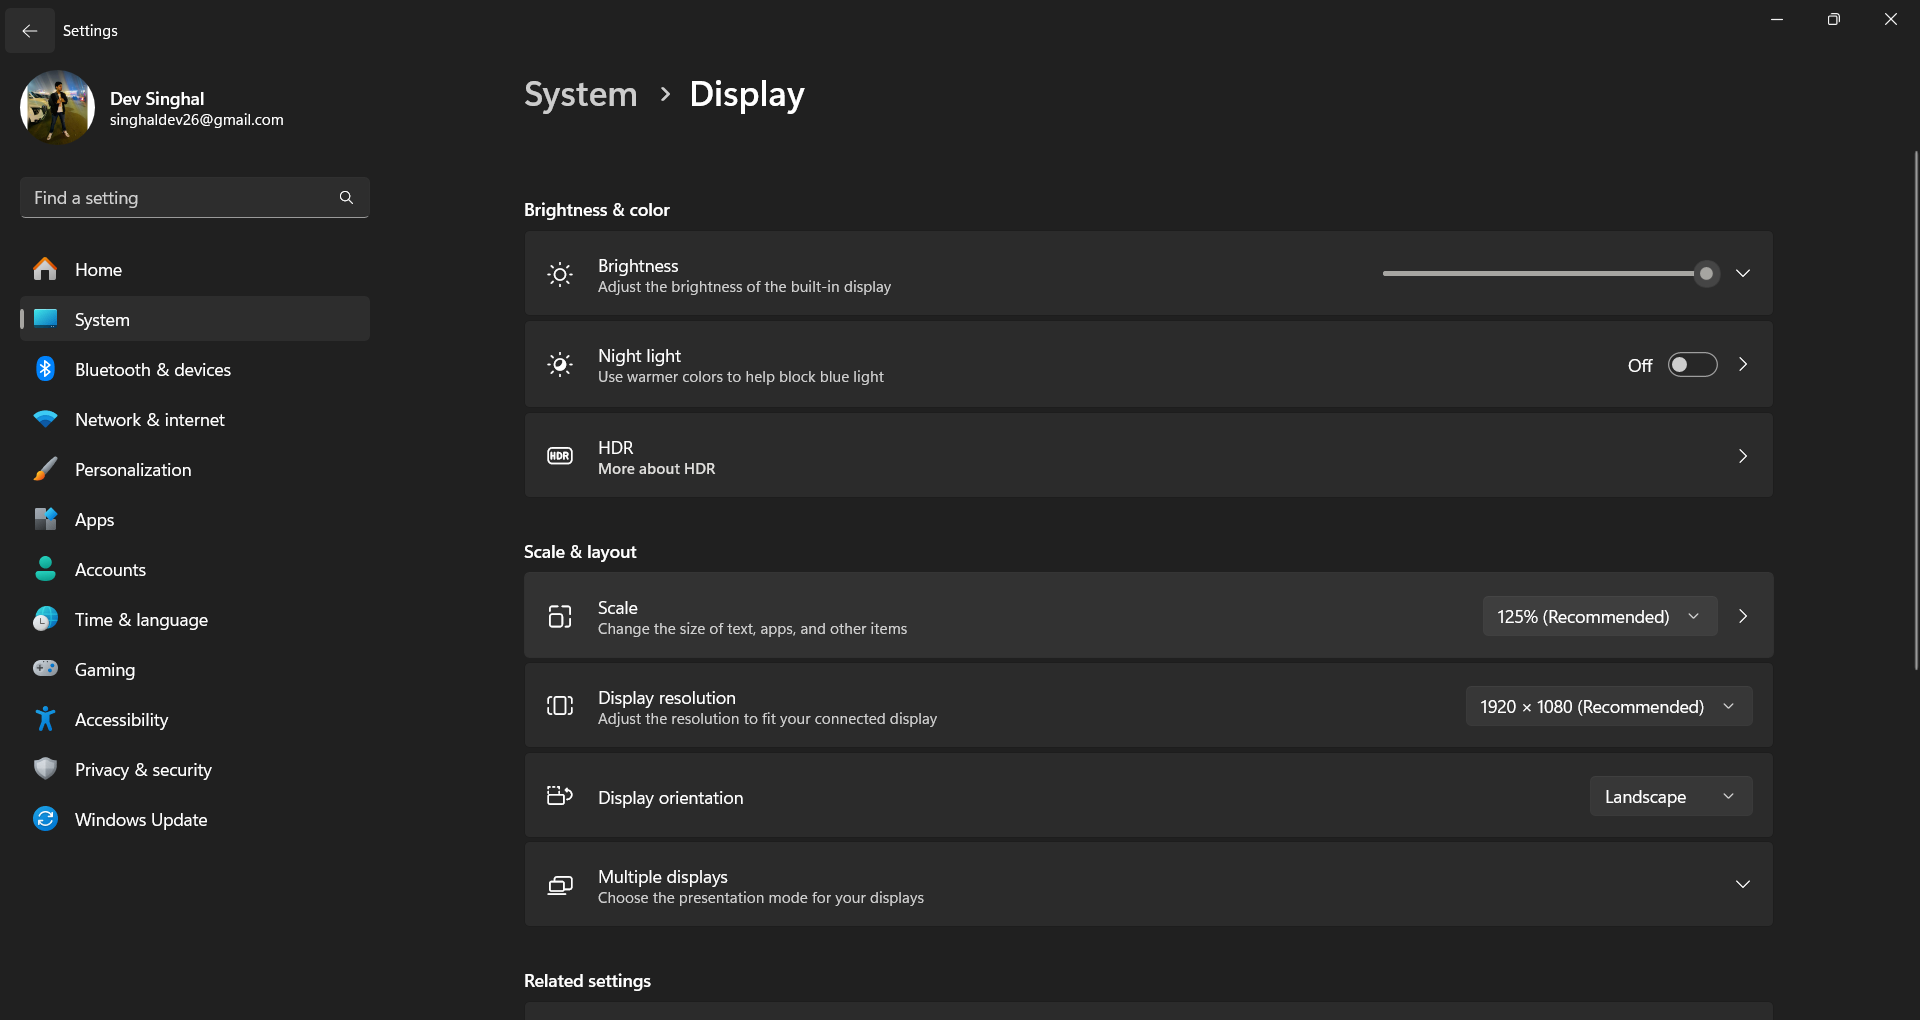 Settings
Dev Singhal
singhaldev26@gmail.com
Find a setting
Home
System
Bluetooth & devices
Network & internet
Personalization
Apps
Accounts
Time & language
Gaming
Accessibility
Privacy & security
Windows Update
System > Display
Brightness & color
Brightness
Adjust the brightness of the built-in display
Night light
Use warmer colors to help block blue light
Off
HDR
HDR
More about HDR
Scale & layout
Scale
Change the size of text, apps, and other items
125% (Recommended)
Display resolution
Adjust the resolution to fit your connected display
1920 × 1080 (Recommended)
Display orientation
Landscape
Multiple displays
Choose the presentation mode for your displays
Related settings